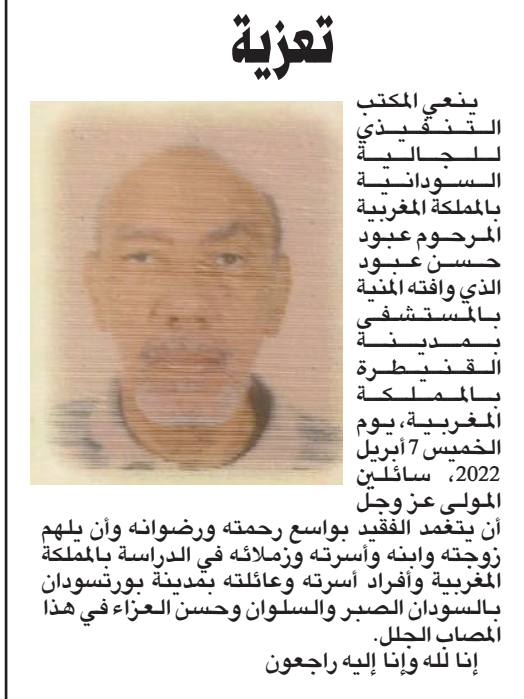 تعزية
ينعي المكتب
التنفيذي
للجالية
السودانية
بالمملكة المغربية
المرحوم عبود
حسن عبود
الذي وافته المنية
بالمستشفى
بمدينة
القنيطرة
بالمملكة
المغربية، يوم
الخميس 7 أبريل
2022، سائلين
المولى عز وجل
أن يتغمد الفقيد بواسع رحمته ورضوانه وأن يلهم
زوجته وابنه وأسرته وزملائه في الدراسة بالمملكة
المغربية وأفراد أسرته وعائلته بمدينة بورتسودان
بالسودان الصبر والسلوان وحسن العزاء في هذا
المصاب الجلل.
إنا لله وإنا إليه راجعون